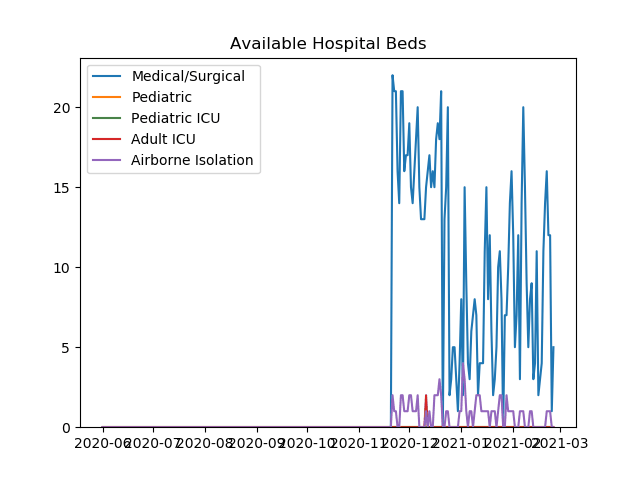 Available Hospital Beds
Medical/Surgical
Pediatric
Pediatric ICU
Adult ICU
Airborne Isolation
20
15
10
5
0
2020-06 2020-07 2020-08 2020-09 2020-10 2020-11 2020-12 2021-01 2021-02 2021-03